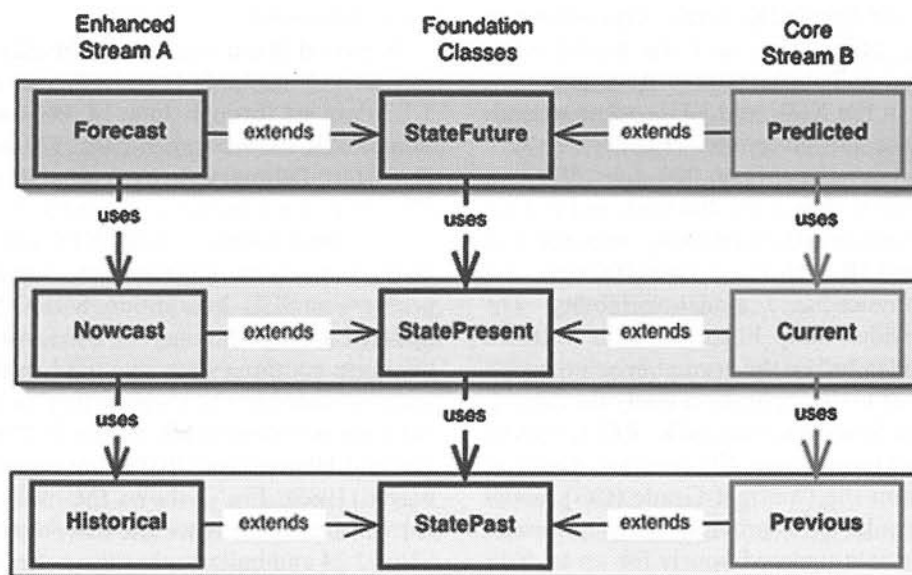 Enhanced Stream A
Foundation Classes
Core Stream B
Forecast extends StateFuture extends Predicted
uses uses uses
Nowcast extends StatePresent extends Current
uses uses uses
Historical extends StatePast extends Previous